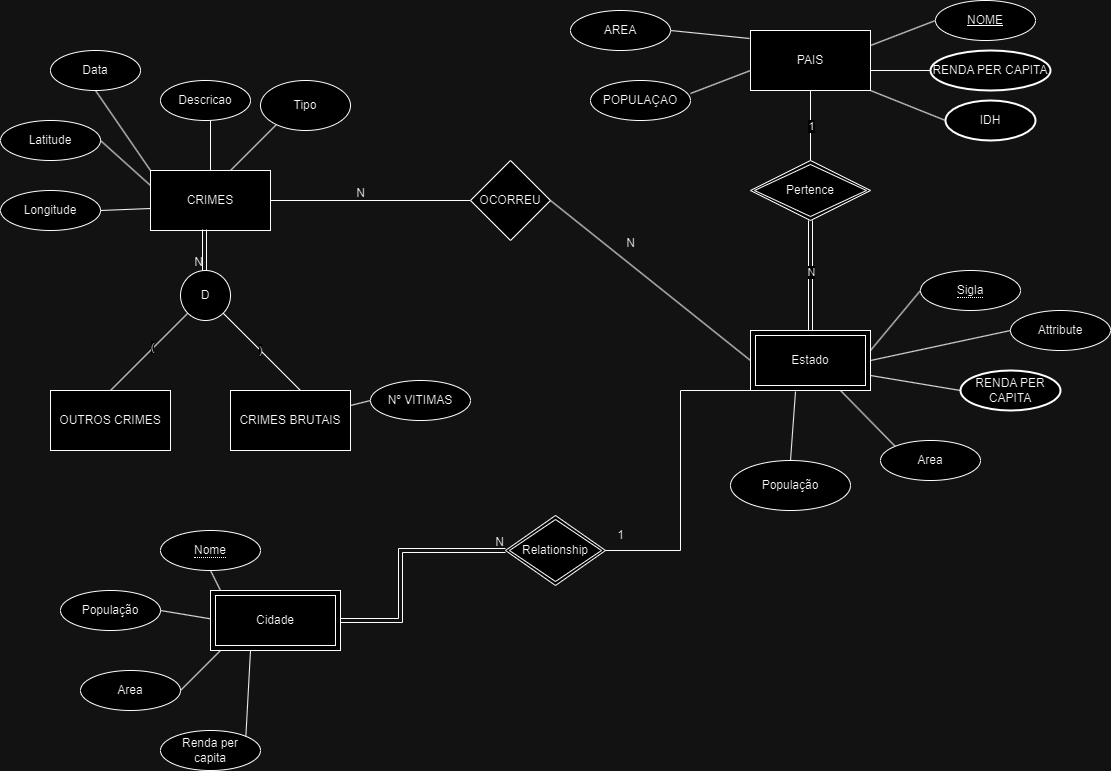 NOME
AREA
PAIS
Data
RENDA PER CAPITA
Descricao
POPULAÇAO
Tipo
IDH
1
Latitude
Pertence
N
CRIMES
OCORREU
Longitude
N
N
N
D
Sigla
Attribute
(
)
Estado
RENDA PER
CAPITA
Nº VITIMAS
OUTROS CRIMES
CRIMES BRUTAIS
Area
População
1
N
Nome
Relationship
População
Cidade
Area
Renda per
capita